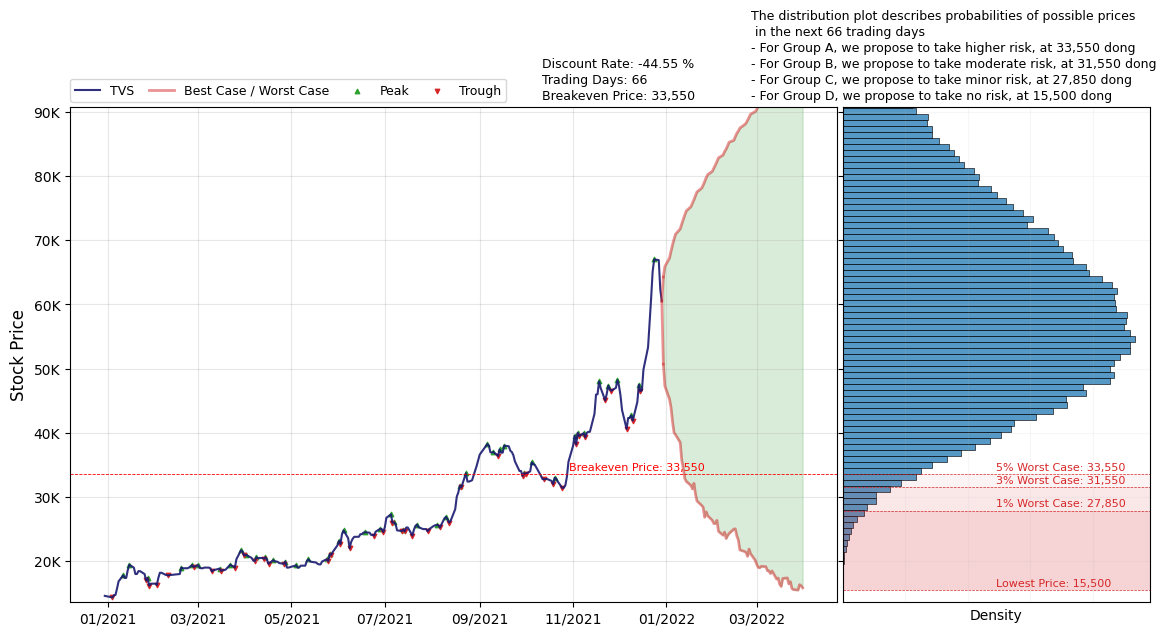 The distribution plot describes probabilities of possible prices
in the next 66 trading days
- For Group A, we propose to take higher risk, at 33,550 dong
- For Group B, we propose to take moderate risk, at 31,550 dong
- For Group C, we propose to take minor risk, at 27,850 dong
- For Group D, we propose to take no risk, at 15,500 dong
Discount Rate: -44.55 %
Trading Days: 66
Breakeven Price: 33,550
TVS Best Case / Worst Case Peak Trough
Stock Price
90K
80K
70K
60K
50K
40K
30K
20K
Breakeven Price: 33,550
01/2021 03/2021 05/2021 07/2021 09/2021 11/2021 01/2022 03/2022
5% Worst Case: 33,550
3% Worst Case: 31,550
1% Worst Case: 27,850
Lowest Price: 15,500
Density